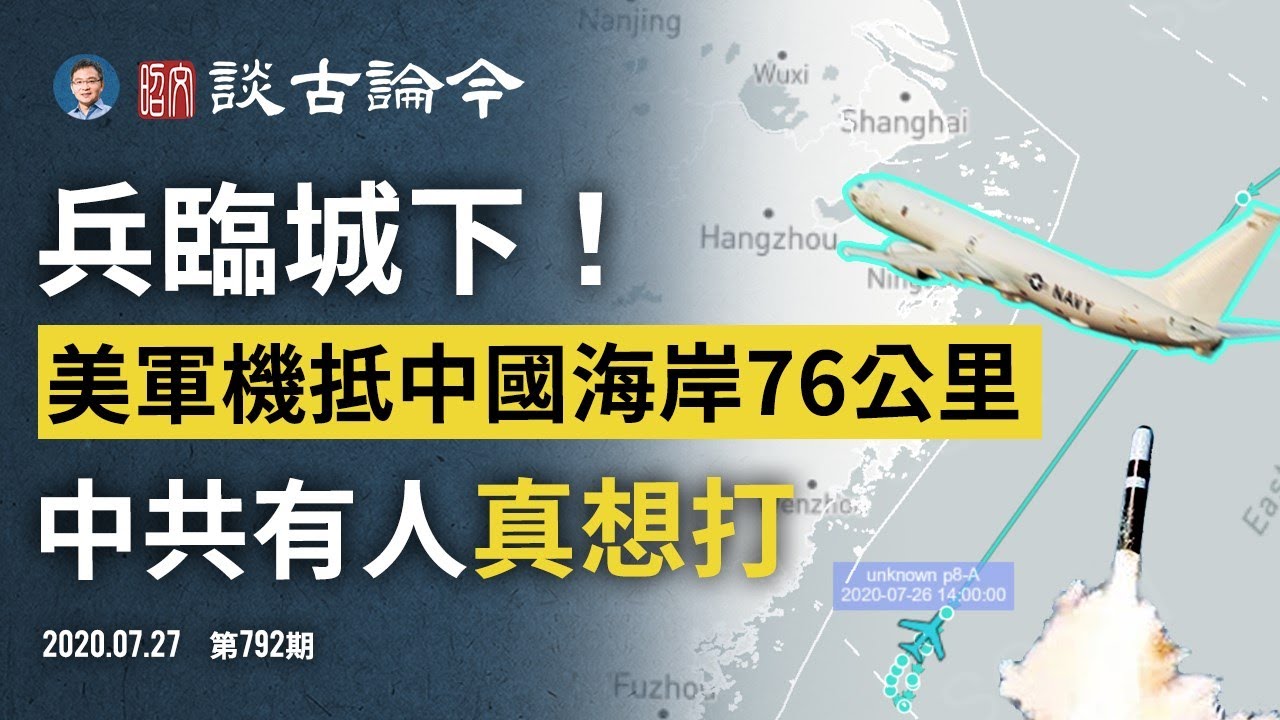 昭文 談古論今
兵臨城下！
美軍機抵中國海岸76公里
中共有人真想打
2020.07.27 第792期
Nanjing
Wuxi
Shanghai
Hangzhou
NAVY
unknown p8-A
2020-07-26 14:00:00